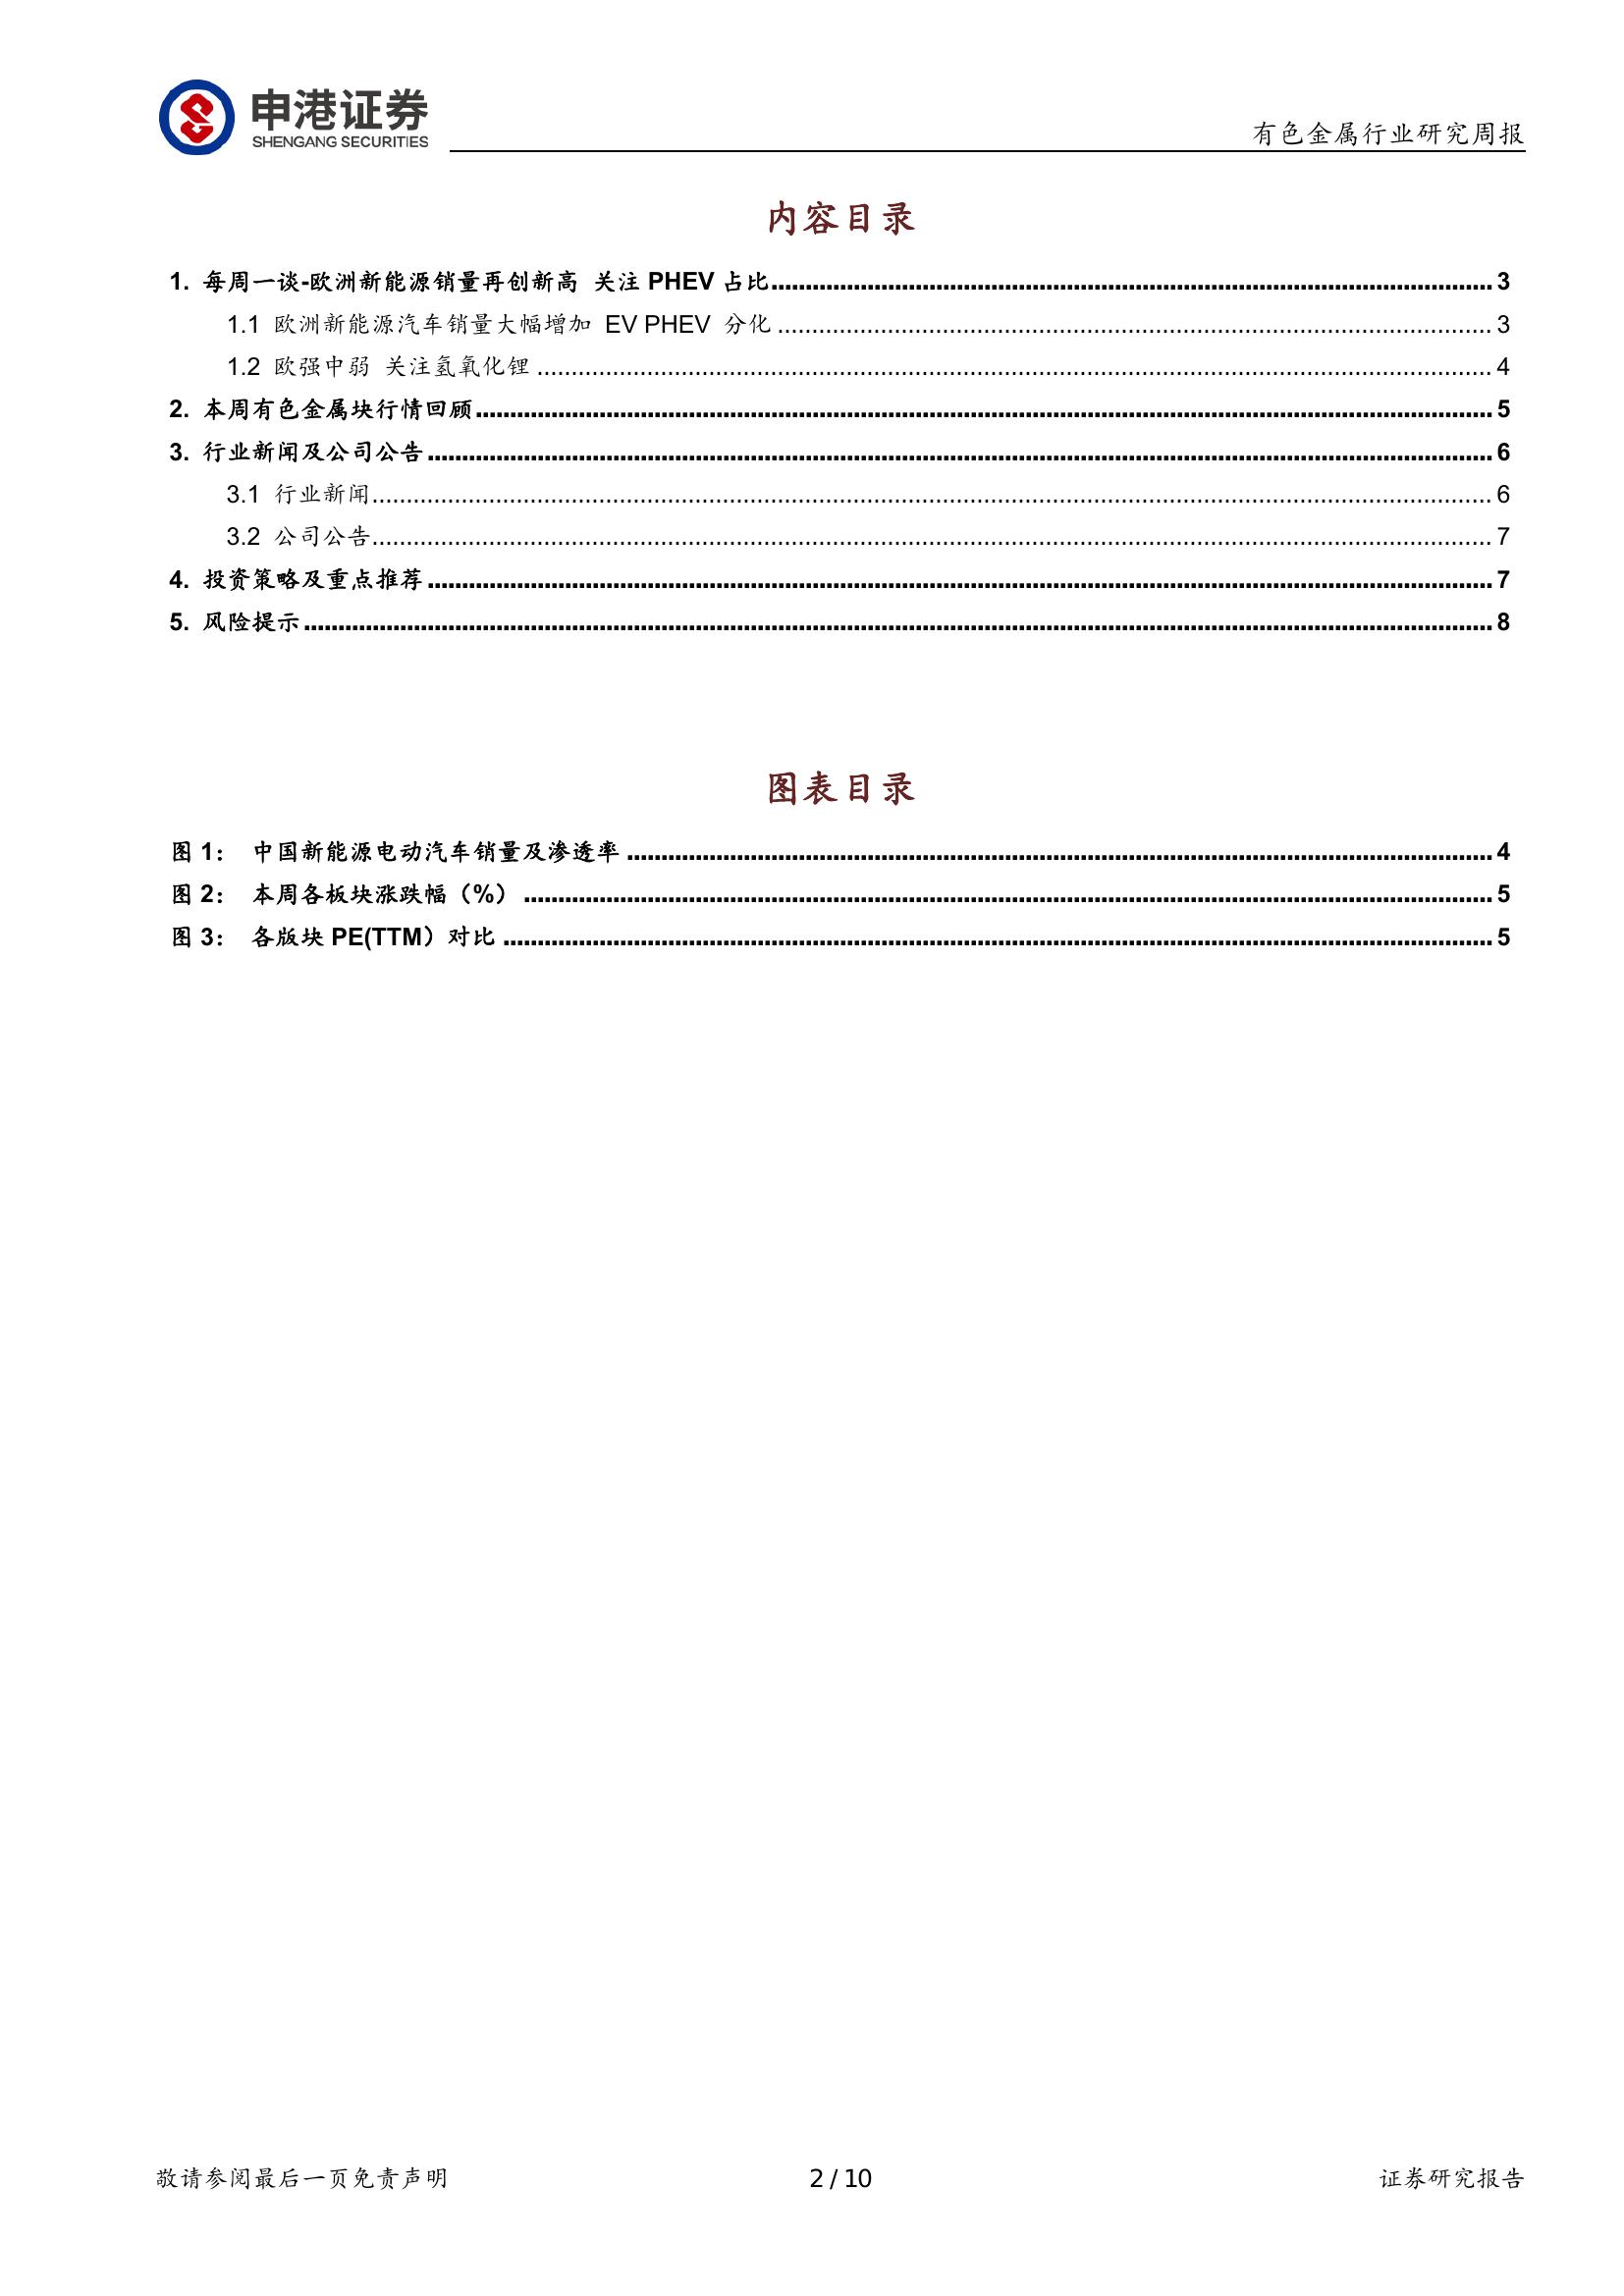 申港证券
SHENGANG SECURITIES
有色金属行业研究周报
内容目录
1. 每周一谈-欧洲新能源销量再创新高 关注 PHEV 占比 3
1.1 欧洲新能源汽车销量大幅增加 EV PHEV 分化 3
1.2 欧强中弱 关注氢氧化锂 4
2. 本周有色金属块行情回顾 5
3. 行业新闻及公司公告 6
3.1 行业新闻 6
3.2 公司公告 7
4. 投资策略及重点推荐 7
5. 风险提示 8
图表目录
图 1： 中国新能源电动汽车销量及渗透率 4
图 2： 本周各板块涨跌幅（%） 5
图 3： 各版块 PE(TTM）对比 5
敬请参阅最后一页免责声明 2 / 10 证券研究报告